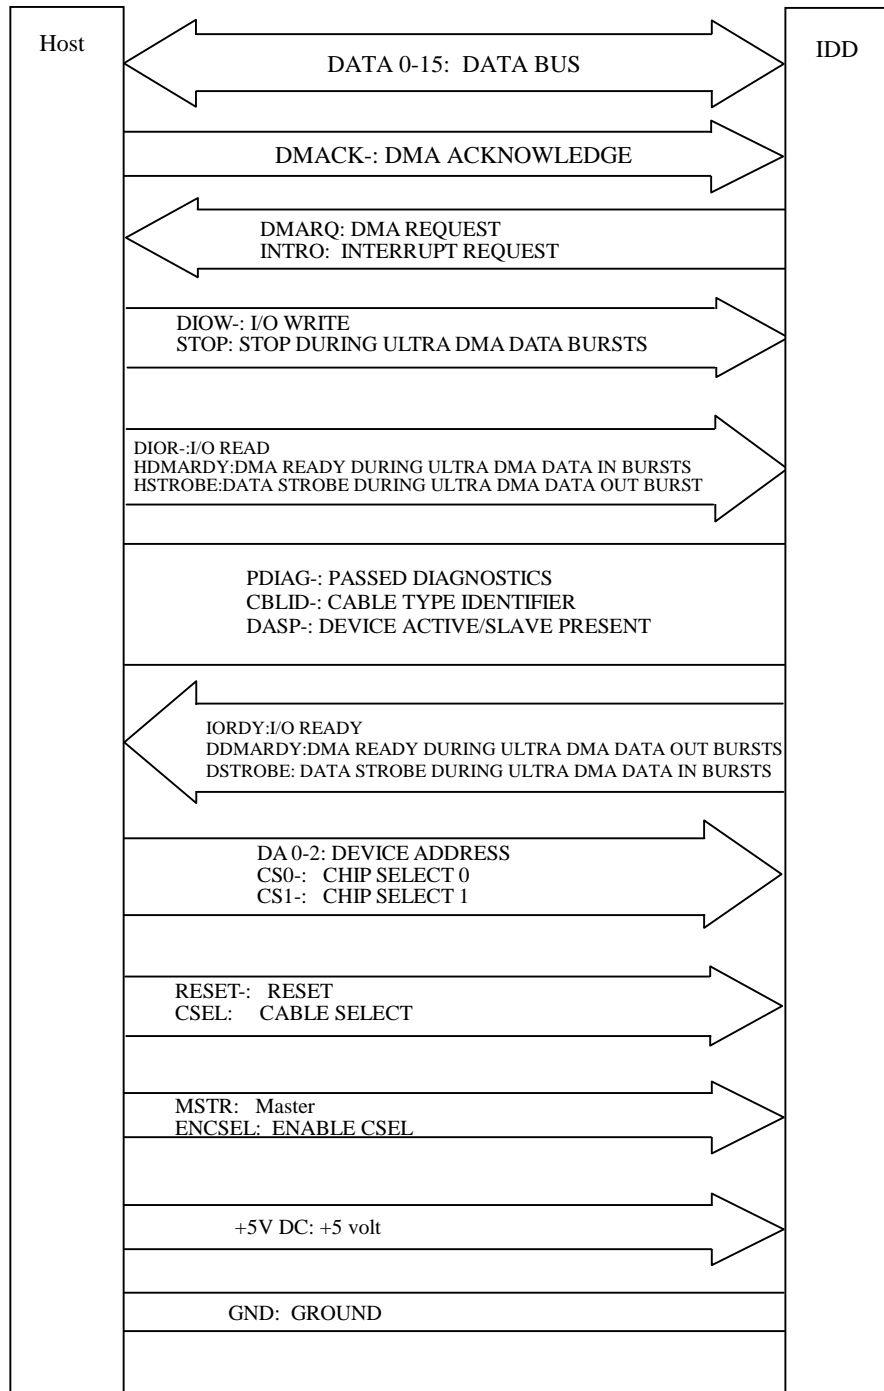 Host
IDD
DATA 0-15: DATA BUS
DMACK-: DMA ACKNOWLEDGE
DMARQ: DMA REQUEST
INTRO: INTERRUPT REQUEST
DIOW-: I/O WRITE
STOP: STOP DURING ULTRA DMA DATA BURSTS
DIOR-:I/O READ
HDMARDY:DMA READY DURING ULTRA DMA DATA IN BURSTS
HSTROBE:DATA STROBE DURING ULTRA DMA DATA OUT BURST
PDIAG-: PASSED DIAGNOSTICS
CBLID-: CABLE TYPE IDENTIFIER
DASP-: DEVICE ACTIVE/SLAVE PRESENT
IORDY:I/O READY
DDMARDY:DMA READY DURING ULTRA DMA DATA OUT BURSTS
DSTROBE: DATA STROBE DURING ULTRA DMA DATA IN BURSTS
DA 0-2: DEVICE ADDRESS
CS0-: CHIP SELECT 0
CS1-: CHIP SELECT 1
RESET-: RESET
CSEL: CABLE SELECT
MSTR: Master
ENCSEL: ENABLE CSEL
+5V DC: +5 volt
GND: GROUND